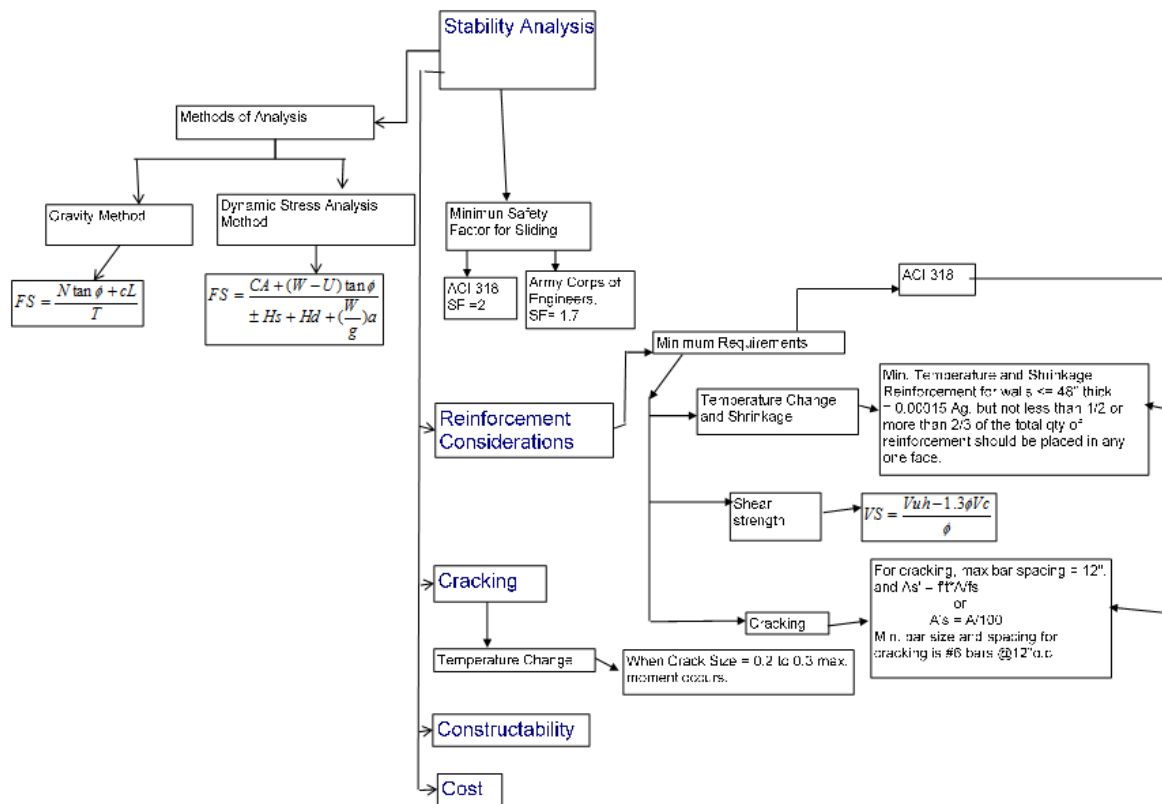 Stability Analysis
Methods of Analysis
Gravity Method
Dynamic Stress Analysis
Method
FS = (N tan ϕ + cL) / T
FS = (CA + (W − U) tan ϕ) / (± Hs + Hd + (W/g)a)
Minimun Safety
Factor for Sliding
ACI 318
SF =2
Army Corps of
Engineers,
SF= 1.7
ACI 318
Minimum Requirements
Reinforcement
Considerations
Temperature Change
and Shrinkage
Min. Temperature and Shrinkage
Reinforcement for walls <= 48" thick
= 0.00015 Ag, but not less than 1/2 or
more than 2/3 of the total qty of
reinforcement should be placed in any
one face.
Shear
strength
VS = (Vuh − 1.3ϕVc) / ϕ
Cracking
Temperature Change
When Crack Size = 0.2 to 0.3 max.
moment occurs.
Cracking
For cracking, max bar spacing = 12".
and As' = f't*A/fs
or
A's = A/100
Min. bar size and spacing for
cracking is #6 bars @12"o.c
Constructability
Cost